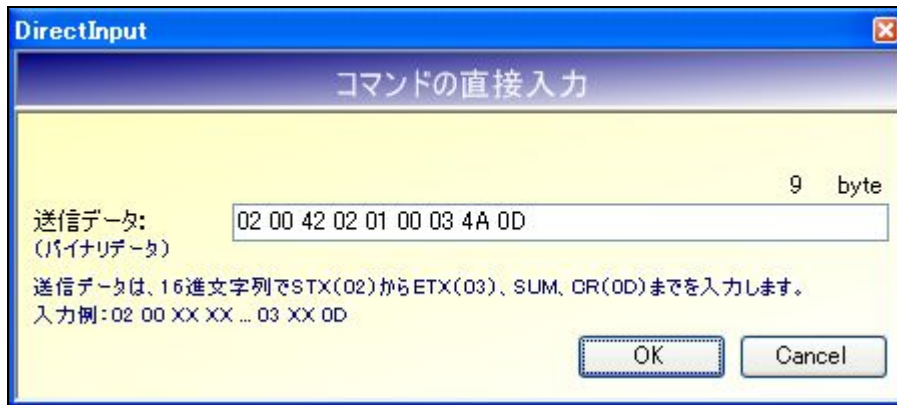 DirectInput
コマンドの直接入力
9 byte
送信データ: 02 00 42 02 01 00 03 4A 0D
(バイナリデータ)
送信データは、16進文字列でSTX(02)からETX(03)、SUM、CR(0D)までを入力します。
入力例:02 00 XX XX ... 03 XX 0D
OK Cancel